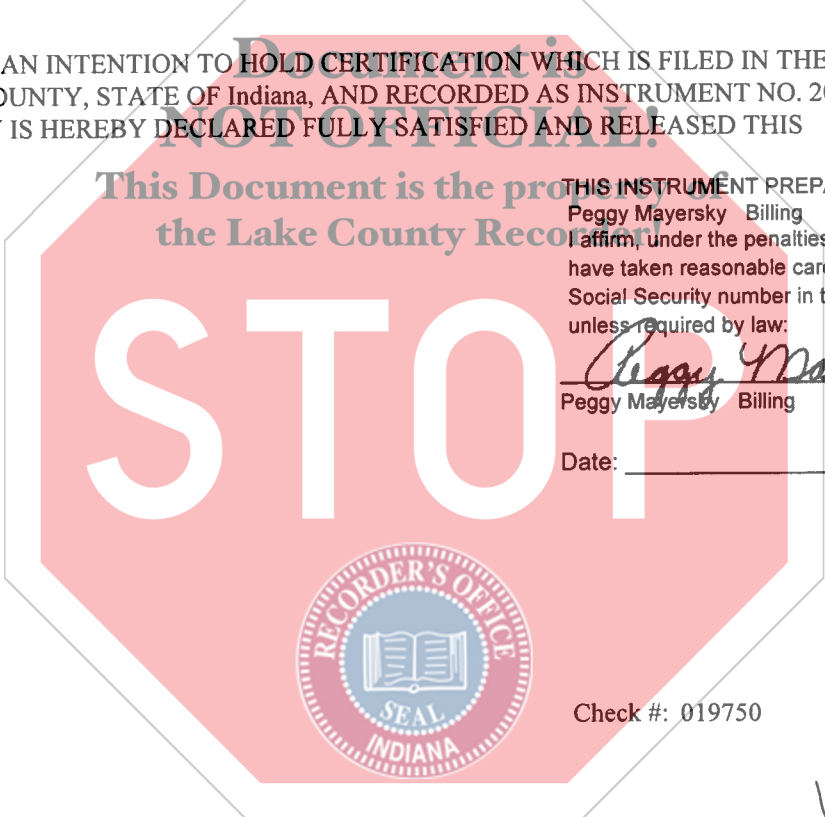 Document is
AN INTENTION TO HOLD CERTIFICATION WHICH IS FILED IN THE
OUNTY, STATE OF Indiana, AND RECORDED AS INSTRUMENT NO. 20
IS HEREBY DECLARED FULLY SATISFIED AND RELEASED THIS
NOT OFFICIAL!
This Document is the property of
the Lake County Recorder!
THIS INSTRUMENT PREPA
Peggy Mayersky Billing
I affirm, under the penalties
have taken reasonable care
Social Security number in t
unless required by law:
Peggy Ma
Peggy Mayersky Billing
Date:
STOP
RECORDER'S OFFICE
SEAL
INDIANA
Check #: 019750